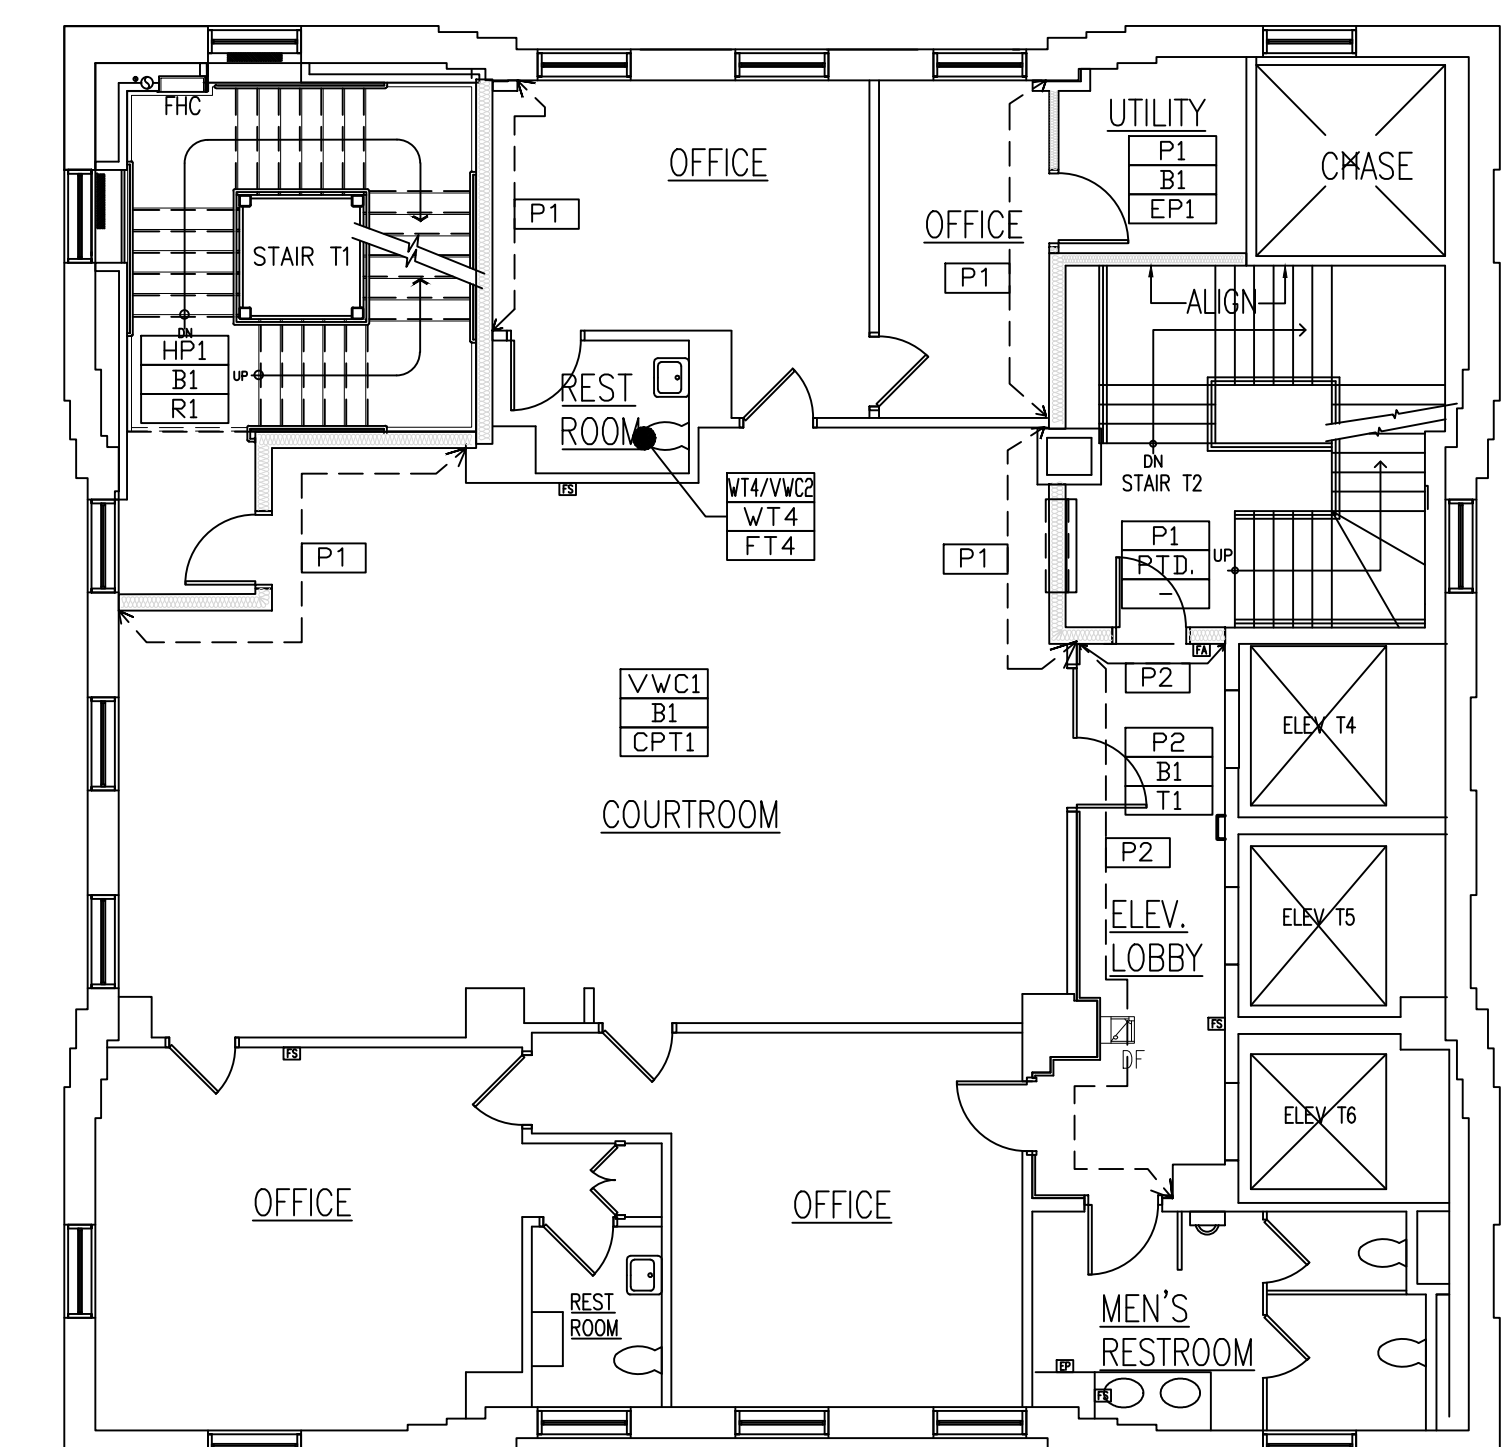 FHC
OFFICE
UTILITY
P1
B1
EP1
CHASE
P1
OFFICE
STAIR T1
P1
ALIGN
DN
HP1
B1
R1
UP
REST
ROOM
DN
STAIR T2
FS
WT4/VWC2
WT4
FT4
P1
P1
P1
PTD.
-
UP
FA
P2
VWC1
B1
CPT1
P2
B1
T1
ELEV T4
COURTROOM
P2
ELEV.
LOBBY
ELEV T5
FS
FS
DF
ELEV T6
OFFICE
OFFICE
REST
ROOM
MEN'S
RESTROOM
EP
FS